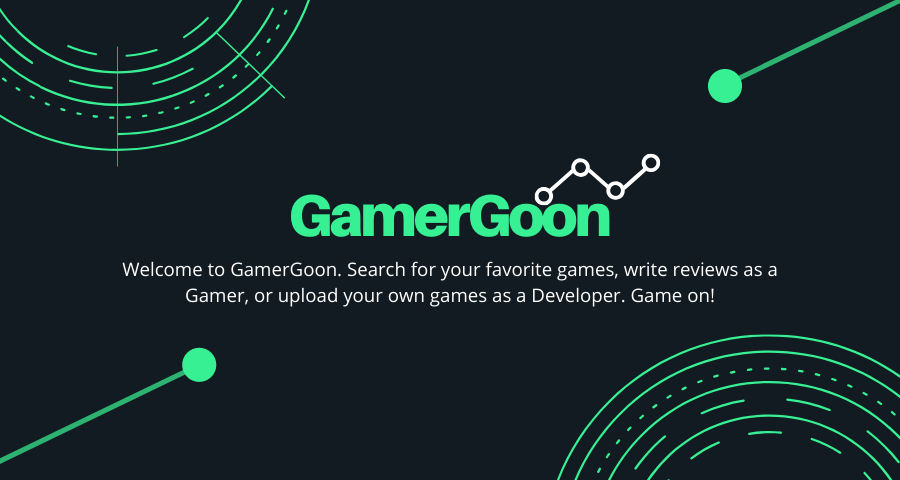 GamerGoon
Welcome to GamerGoon. Search for your favorite games, write reviews as a
Gamer, or upload your own games as a Developer. Game on!